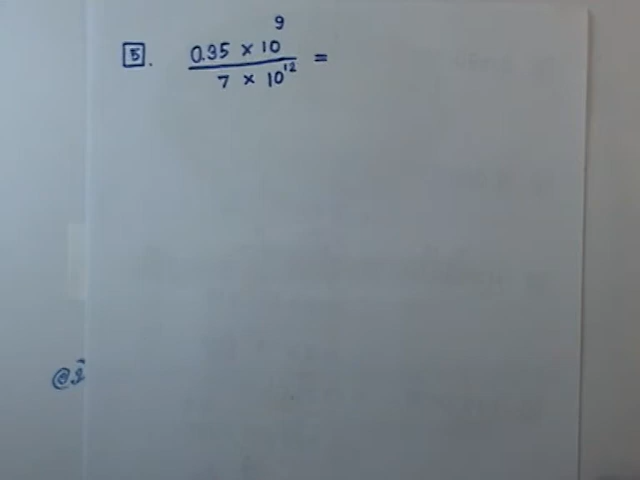 5. 0.35 × 10⁹ / 7 × 10¹² =